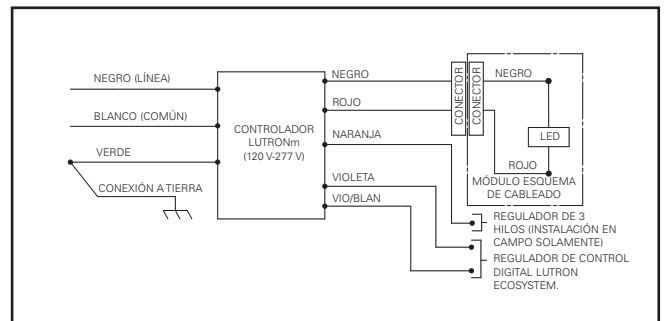 NEGRO (LÍNEA)
BLANCO (COMÚN)
VERDE
CONEXIÓN A TIERRA
CONTROLADOR
LUTRONm
(120 V-277 V)
NEGRO
ROJO
NARANJA
VIOLETA
VIO/BLAN
CONECTOR
CONECTOR
NEGRO
LED
ROJO
MÓDULO ESQUEMA
DE CABLEADO
REGULADOR DE 3
HILOS (INSTALACIÓN EN
CAMPO SOLAMENTE)
REGULADOR DE CONTROL
DIGITAL LUTRON
ECOSYSTEM.